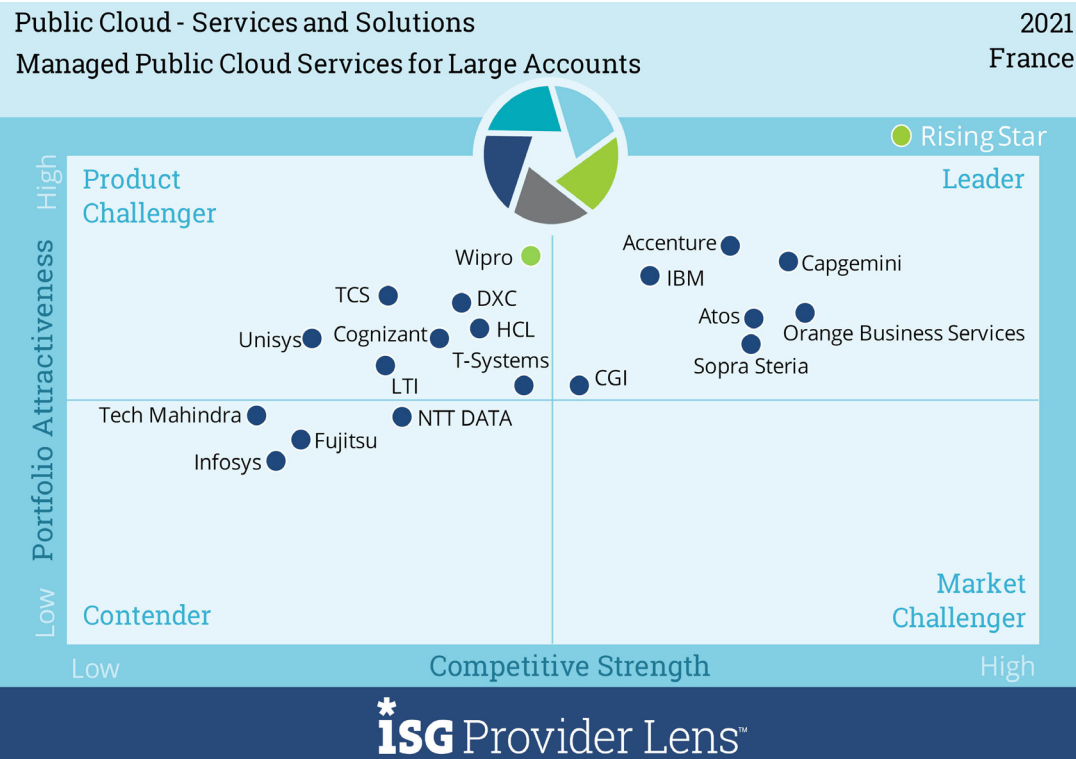 Public Cloud - Services and Solutions
2021
Managed Public Cloud Services for Large Accounts
France
Rising Star
High
Product
Challenger
Leader
Portfolio Attractiveness
Wipro
Accenture
Capgemini
IBM
TCS
DXC
Atos
Orange Business Services
Unisys
Cognizant
HCL
Sopra Steria
T-Systems
LTI
CGI
Tech Mahindra
NTT DATA
Fujitsu
Infosys
Low
Contender
Market
Challenger
Low
Competitive Strength
High
iSG Provider Lens™